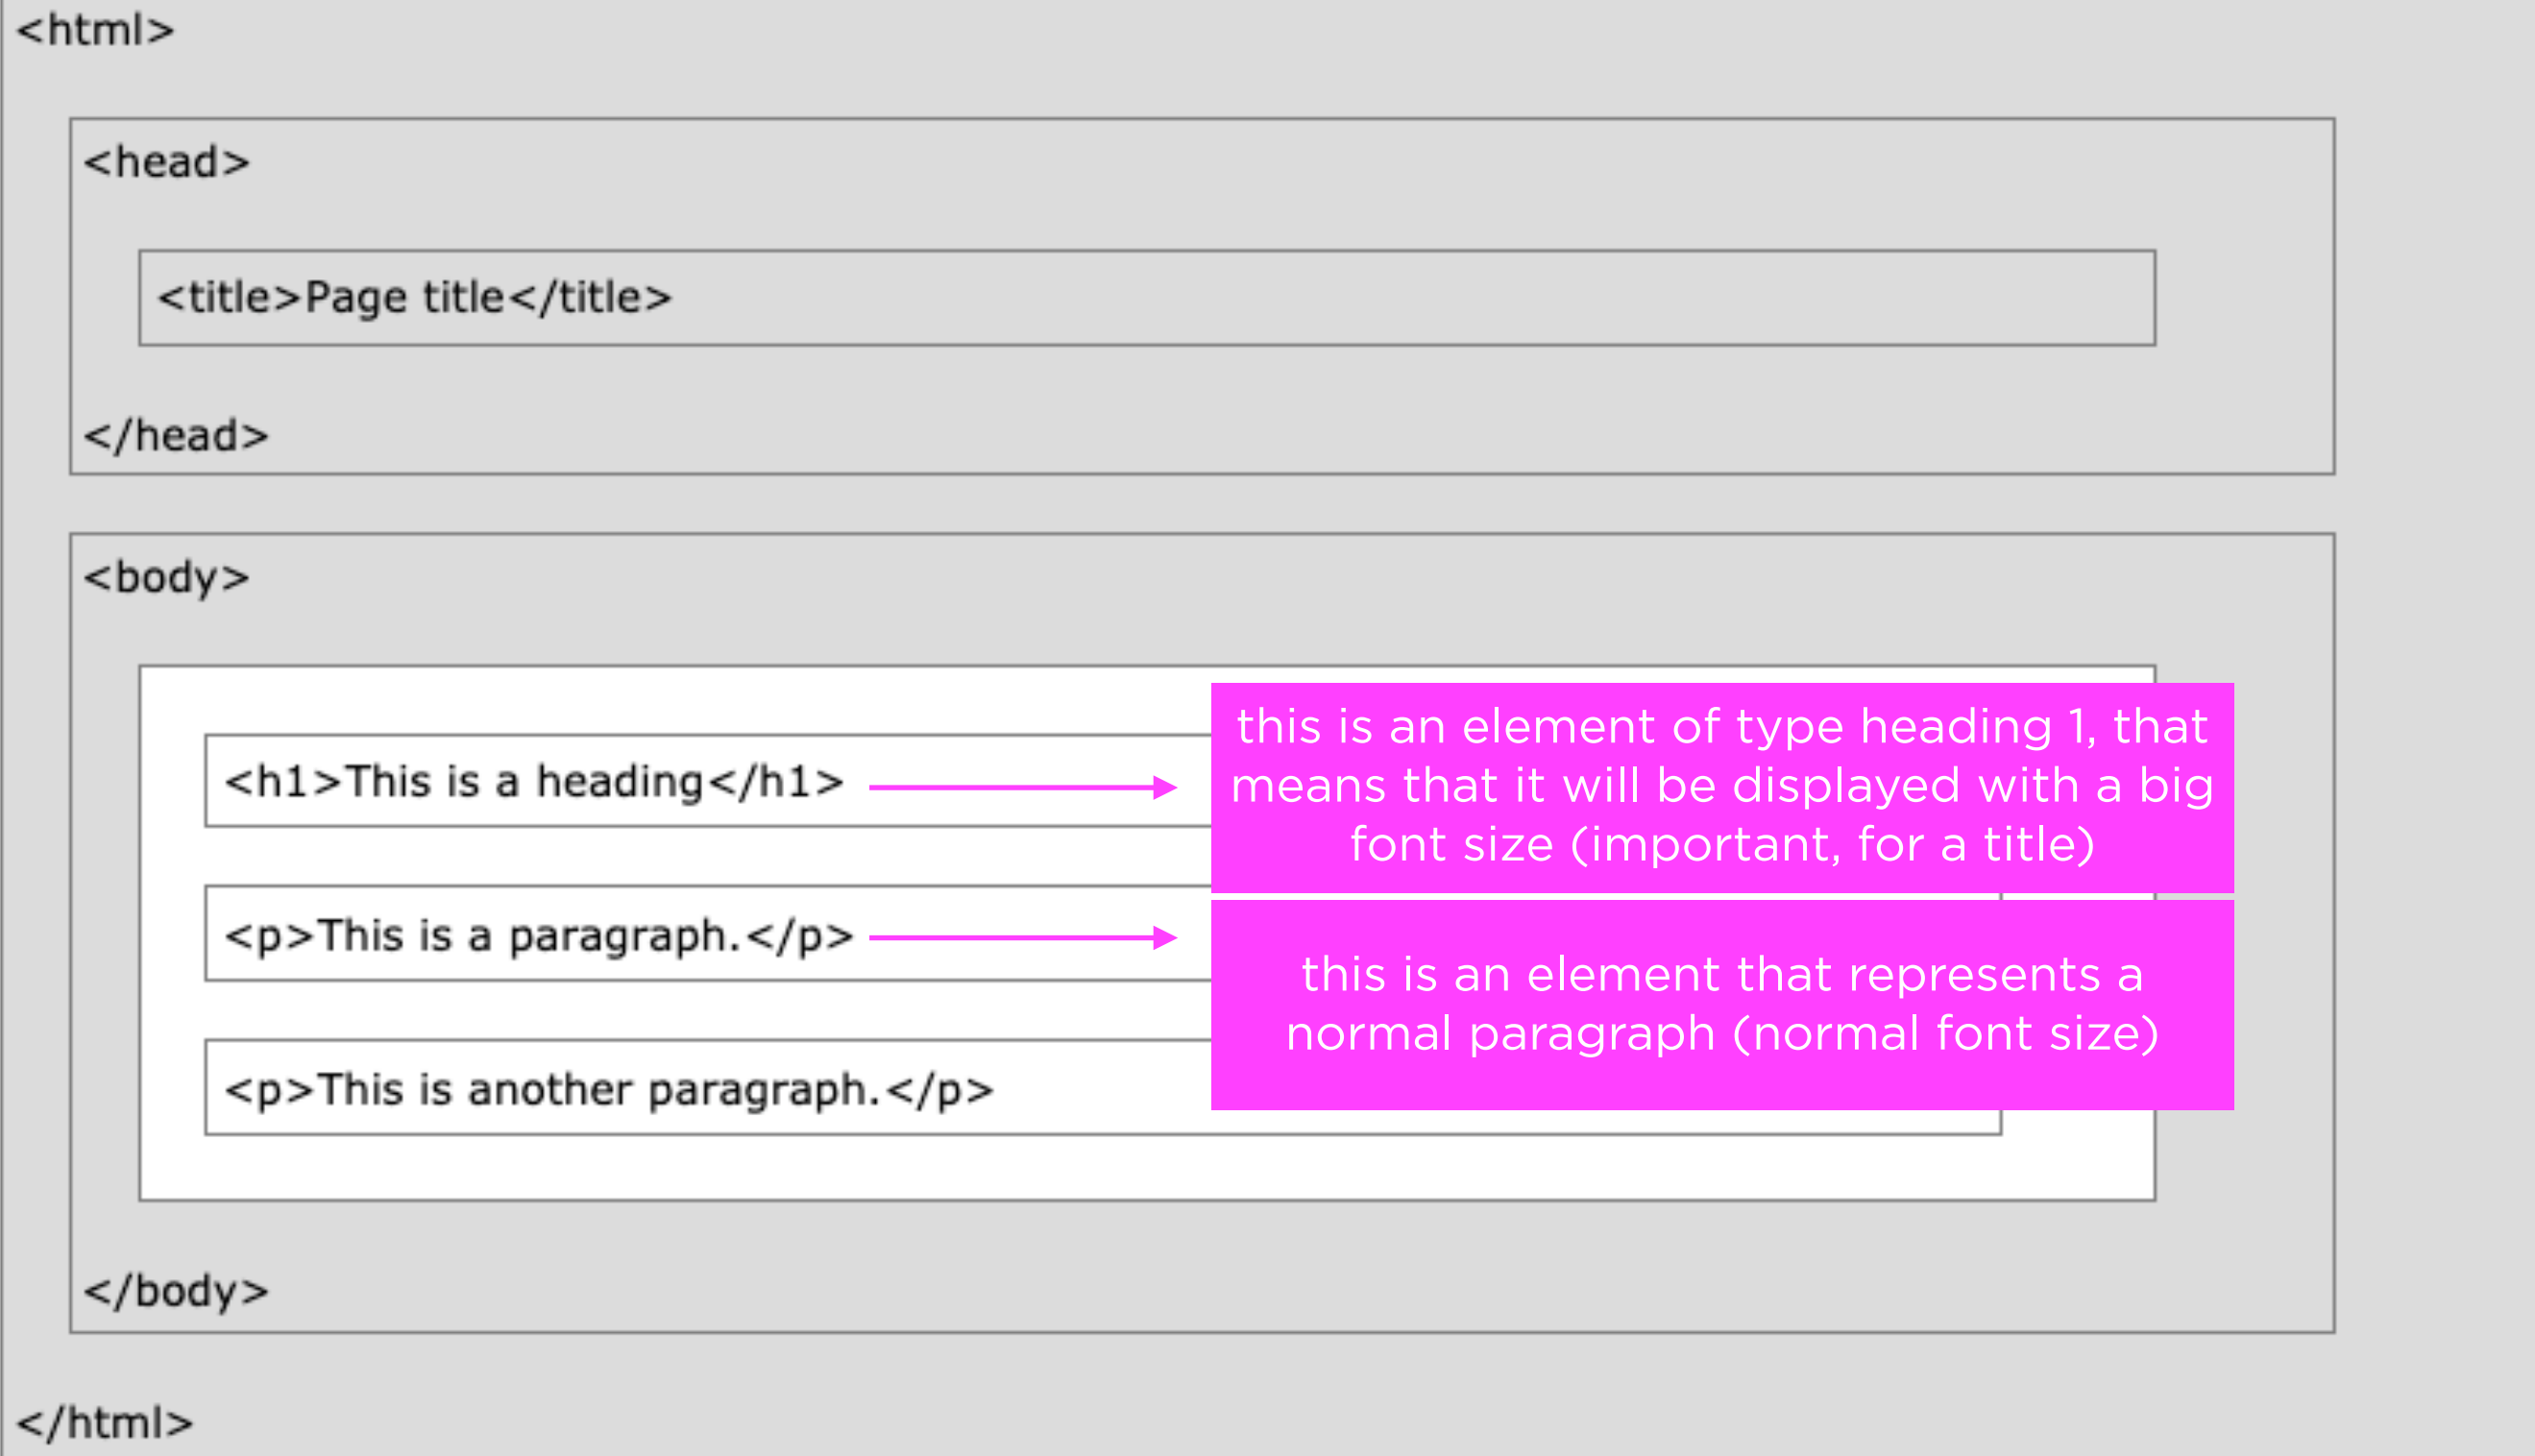 <html>
<head>
<title>Page title</title>
</head>
<body>
<h1>This is a heading</h1>
this is an element of type heading 1, that
means that it will be displayed with a big
font size (important, for a title)
<p>This is a paragraph.</p>
this is an element that represents a
normal paragraph (normal font size)
<p>This is another paragraph.</p>
</body>
</html>